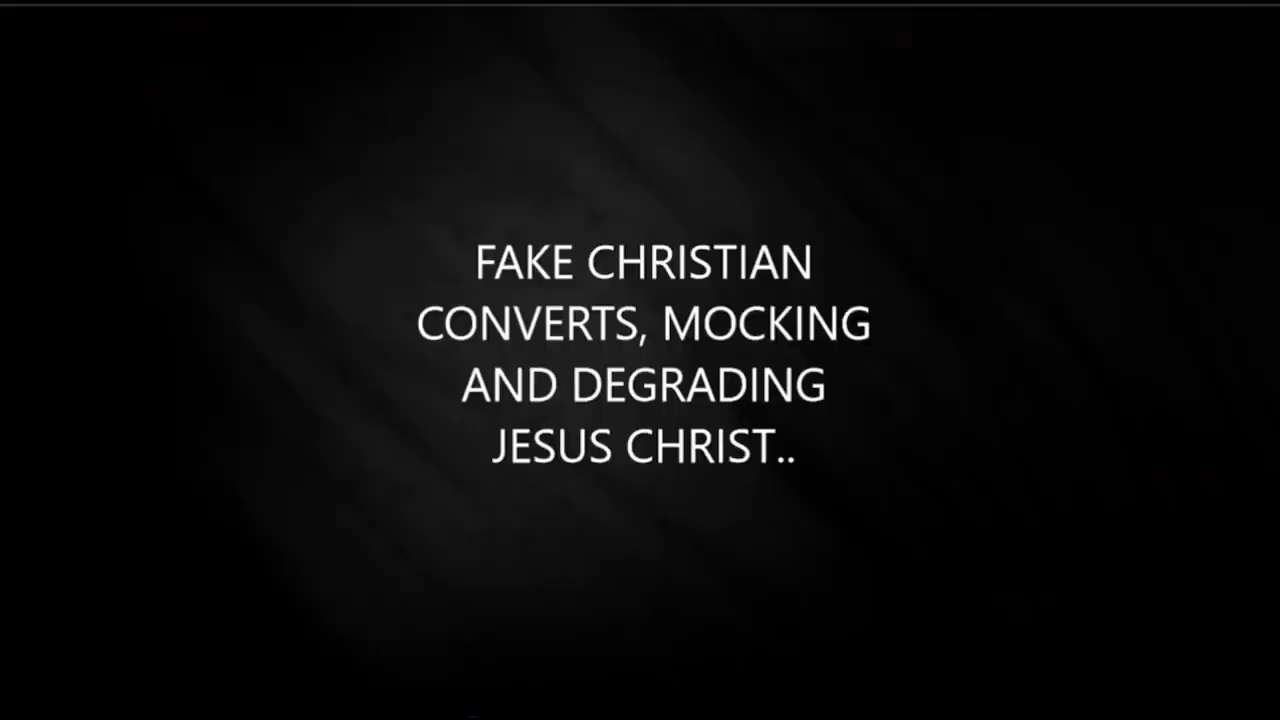 FAKE CHRISTIAN
CONVERTS, MOCKING
AND DEGRADING
JESUS CHRIST..